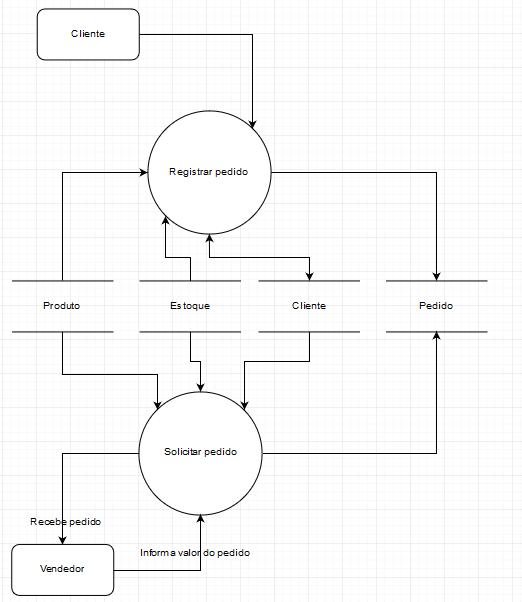 Cliente
Registrar pedido
Produto
Estoque
Cliente
Pedido
Solicitar pedido
Recebe pedido
Informa valor do pedido
Vendedor